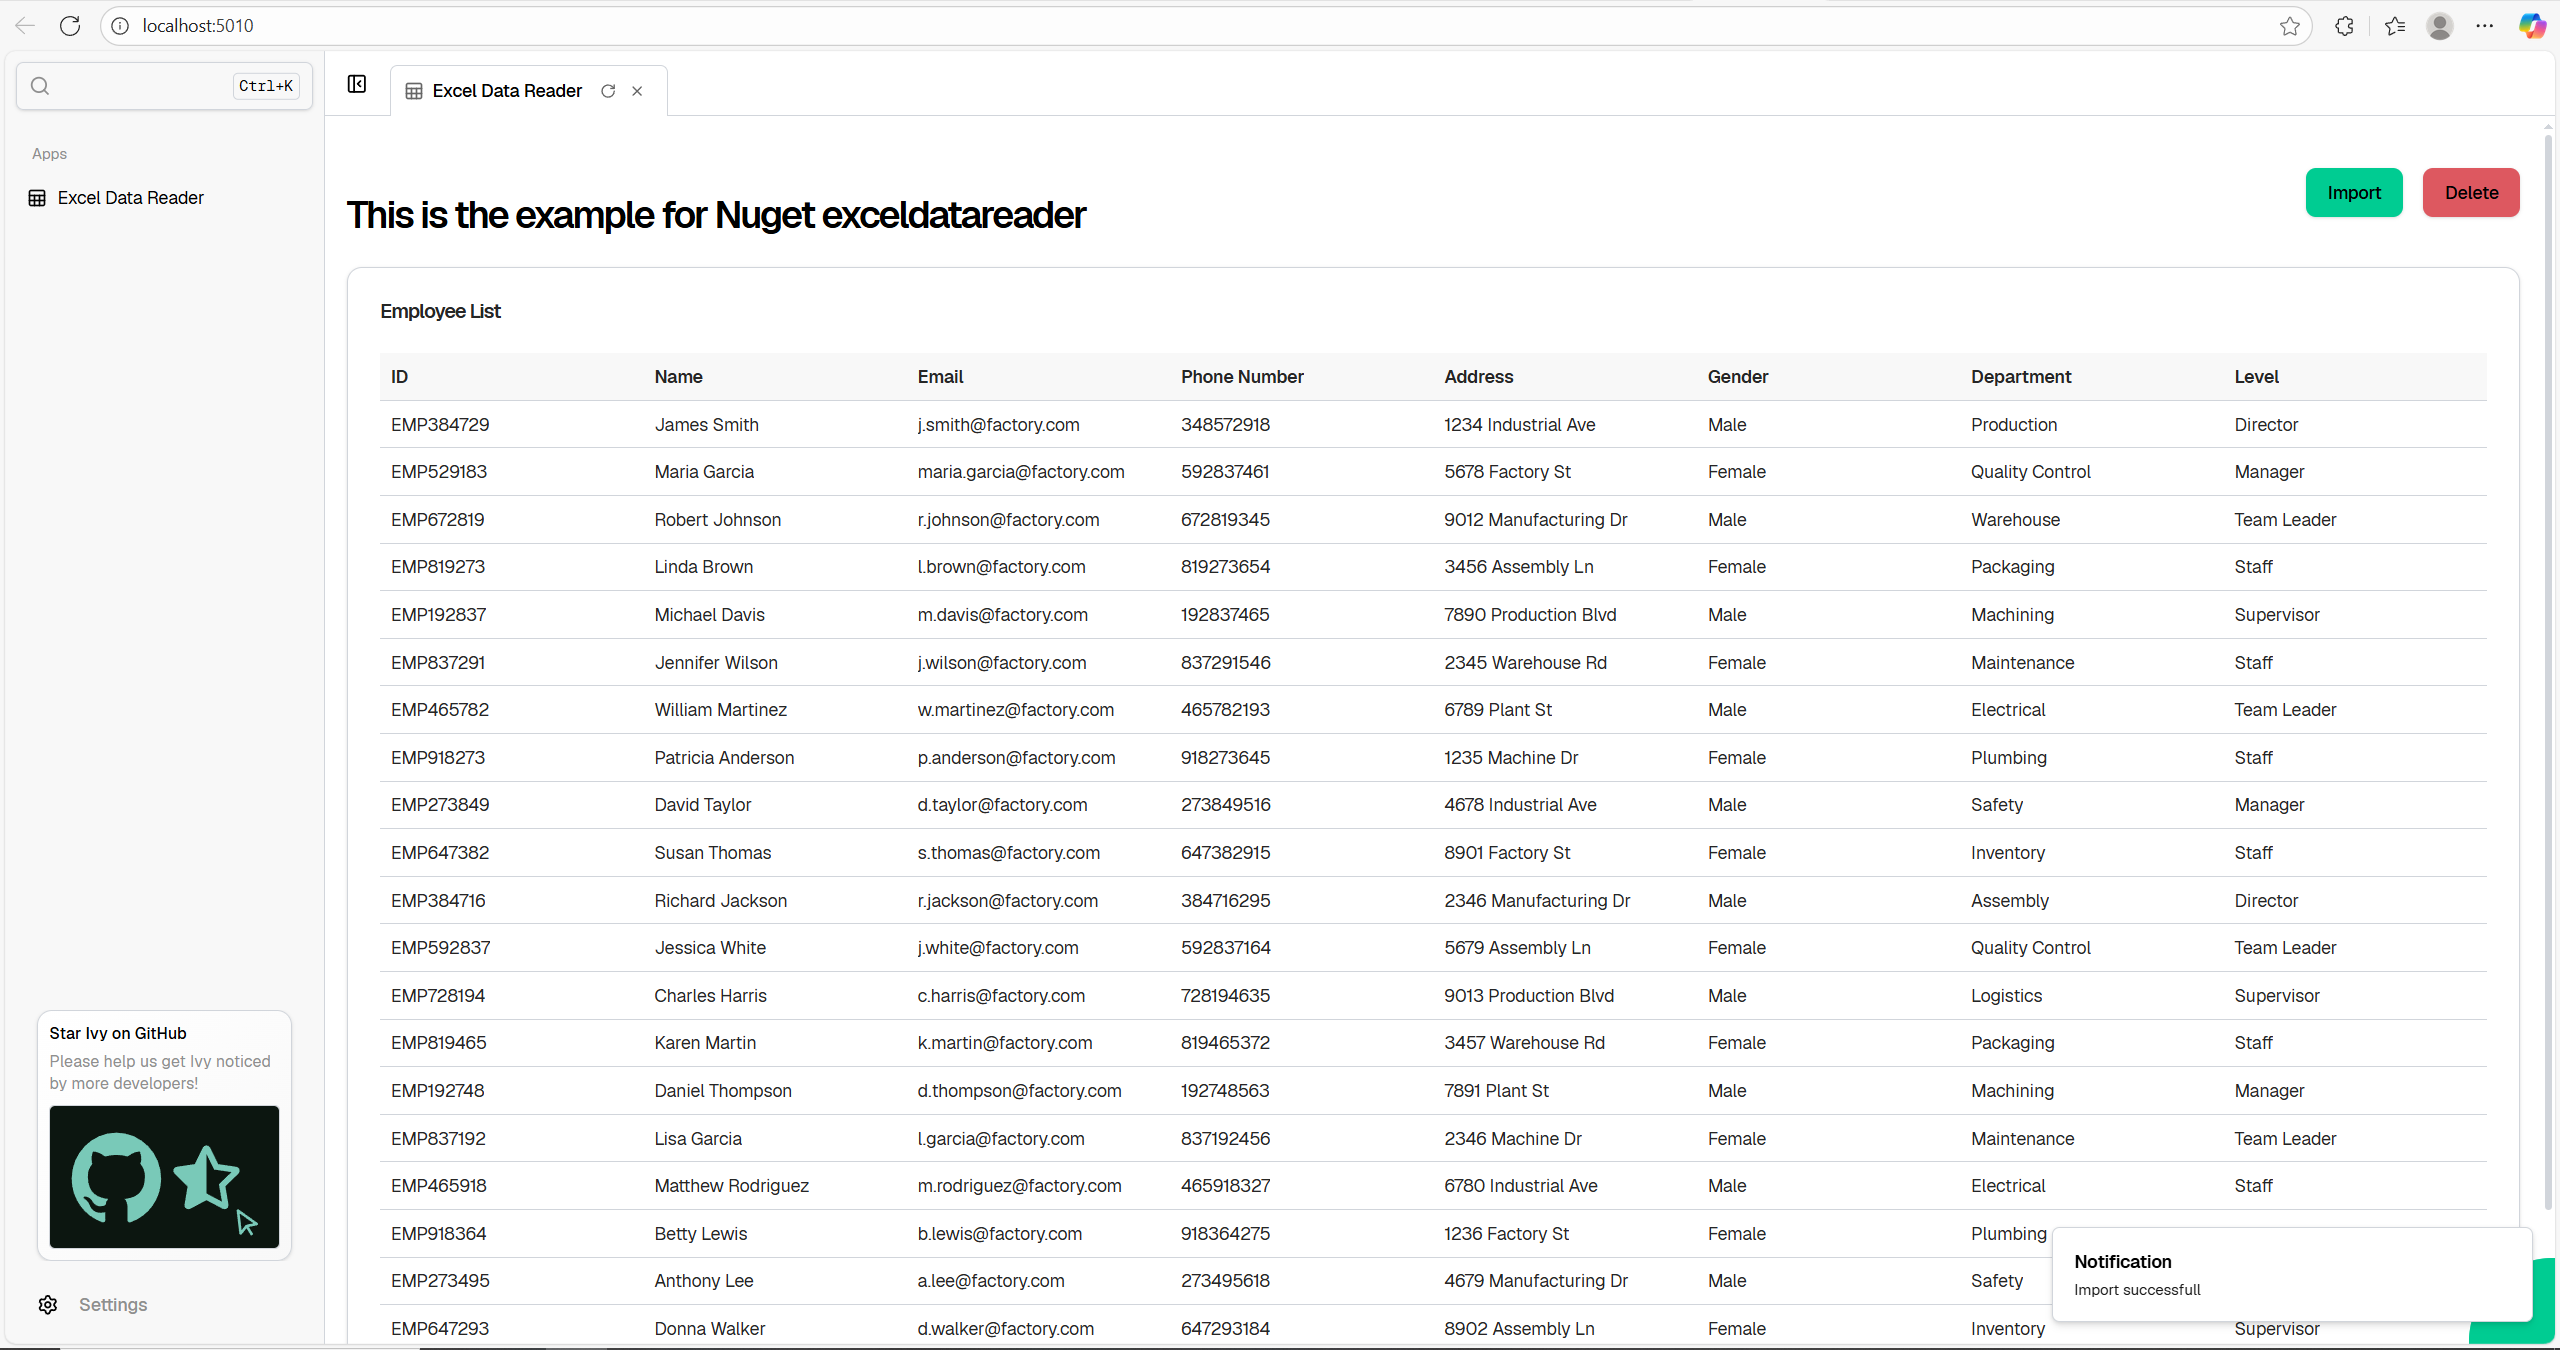 localhost:5010
Ctrl+K
Excel Data Reader
Apps
Excel Data Reader
This is the example for Nuget exceldatareader
Import
Delete
Employee List
ID Name Email Phone Number Address Gender Department Level
EMP384729 James Smith j.smith@factory.com 348572918 1234 Industrial Ave Male Production Director
EMP529183 Maria Garcia maria.garcia@factory.com 592837461 5678 Factory St Female Quality Control Manager
EMP672819 Robert Johnson r.johnson@factory.com 672819345 9012 Manufacturing Dr Male Warehouse Team Leader
EMP819273 Linda Brown l.brown@factory.com 819273654 3456 Assembly Ln Female Packaging Staff
EMP192837 Michael Davis m.davis@factory.com 192837465 7890 Production Blvd Male Machining Supervisor
EMP837291 Jennifer Wilson j.wilson@factory.com 837291546 2345 Warehouse Rd Female Maintenance Staff
EMP465782 William Martinez w.martinez@factory.com 465782193 6789 Plant St Male Electrical Team Leader
EMP918273 Patricia Anderson p.anderson@factory.com 918273645 1235 Machine Dr Female Plumbing Staff
EMP273849 David Taylor d.taylor@factory.com 273849516 4678 Industrial Ave Male Safety Manager
EMP647382 Susan Thomas s.thomas@factory.com 647382915 8901 Factory St Female Inventory Staff
EMP384716 Richard Jackson r.jackson@factory.com 384716295 2346 Manufacturing Dr Male Assembly Director
EMP592837 Jessica White j.white@factory.com 592837164 5679 Assembly Ln Female Quality Control Team Leader
EMP728194 Charles Harris c.harris@factory.com 728194635 9013 Production Blvd Male Logistics Supervisor
EMP819465 Karen Martin k.martin@factory.com 819465372 3457 Warehouse Rd Female Packaging Staff
EMP192748 Daniel Thompson d.thompson@factory.com 192748563 7891 Plant St Male Machining Manager
EMP837192 Lisa Garcia l.garcia@factory.com 837192456 2346 Machine Dr Female Maintenance Team Leader
EMP465918 Matthew Rodriguez m.rodriguez@factory.com 465918327 6780 Industrial Ave Male Electrical Staff
EMP918364 Betty Lewis b.lewis@factory.com 918364275 1236 Factory St Female Plumbing
EMP273495 Anthony Lee a.lee@factory.com 273495618 4679 Manufacturing Dr Male Safety
EMP647293 Donna Walker d.walker@factory.com 647293184 8902 Assembly Ln Female Inventory Supervisor
Star Ivy on GitHub
Please help us get Ivy noticed
by more developers!
Settings
Notification
Import successfull